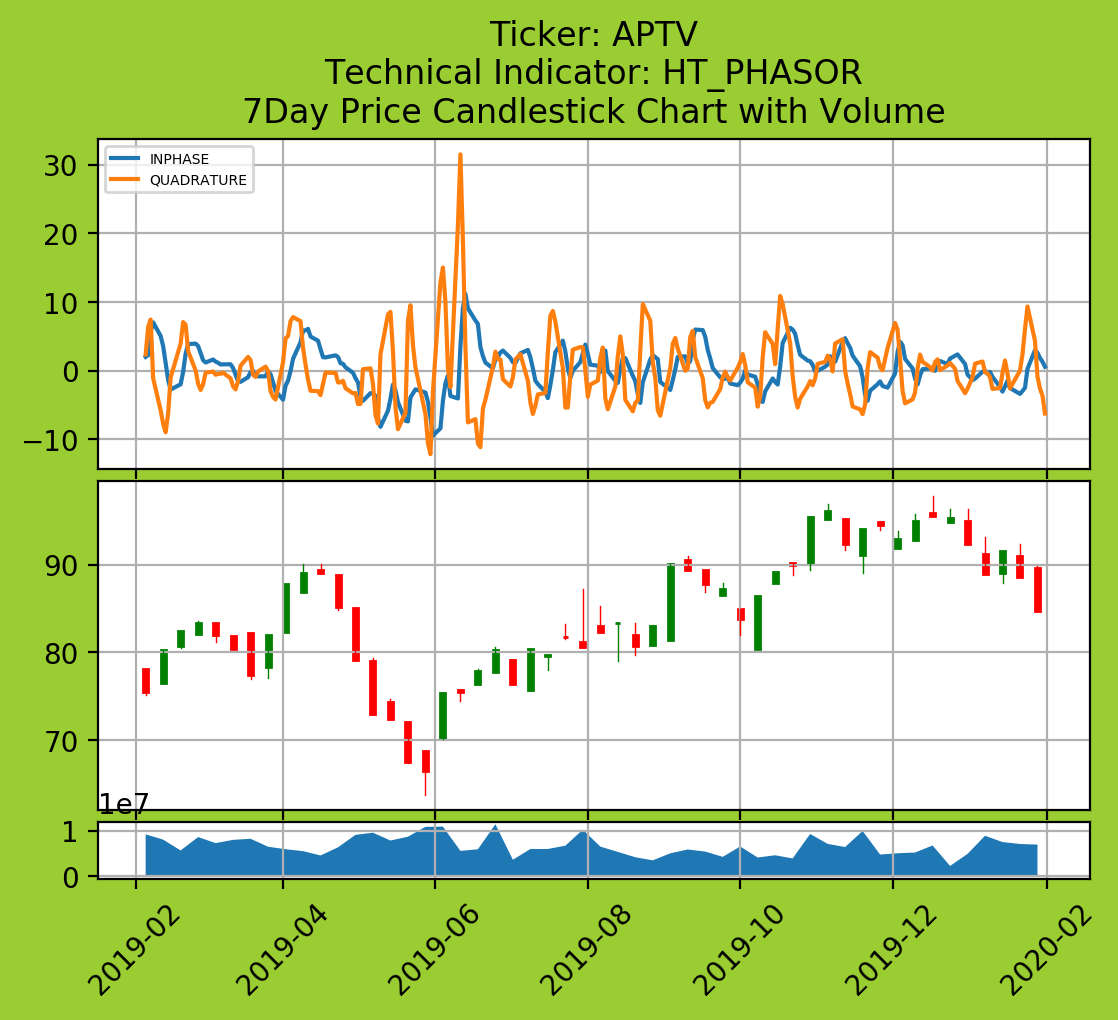 Ticker: APTV
Technical Indicator: HT_PHASOR
7Day Price Candlestick Chart with Volume
INPHASE
QUADRATURE
30
20
10
0
−10
90
80
70
1e7
1
0
2019-02
2019-04
2019-06
2019-08
2019-10
2019-12
2020-02